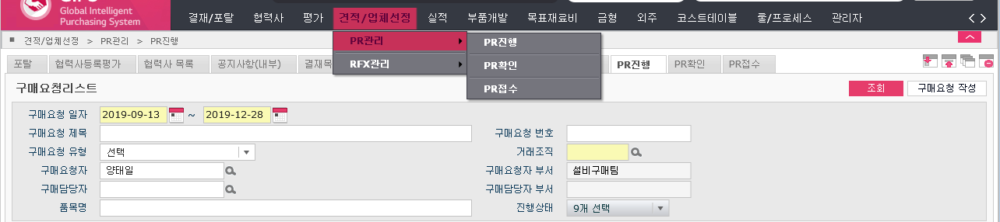 Global Intelligent
Purchasing System
결재/포탈 협력사 평가 견적/업체선정 실적 부품개발 목표재료비 금형 외주 코스트테이블 롤/프로세스 관리자
견적/업체선정 > PR관리 > PR진행
PR관리
RFX관리
PR진행
PR확인
PR접수
포탈 협력사등록평가 협력사 목록 공지사항(내부) 결재목 PR진행 PR확인 PR접수
구매요청리스트
조회 구매요청 작성
구매요청 일자 2019-09-13 ~ 2019-12-28
구매요청 제목 구매요청 번호
구매요청 유형 선택 거래조직
구매요청자 양태일 구매요청자 부서 설비구매팀
구매담당자 구매담당자 부서
품목명 진행상태 9개 선택